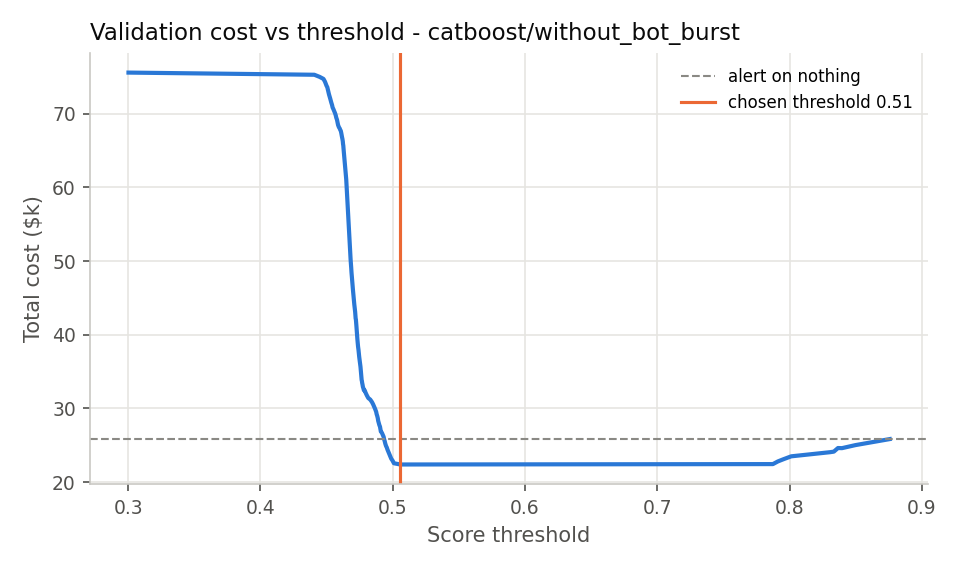 Validation cost vs threshold - catboost/without_bot_burst
alert on nothing
chosen threshold 0.51
Total cost ($k)
70
60
50
40
30
20
0.3 0.4 0.5 0.6 0.7 0.8 0.9
Score threshold